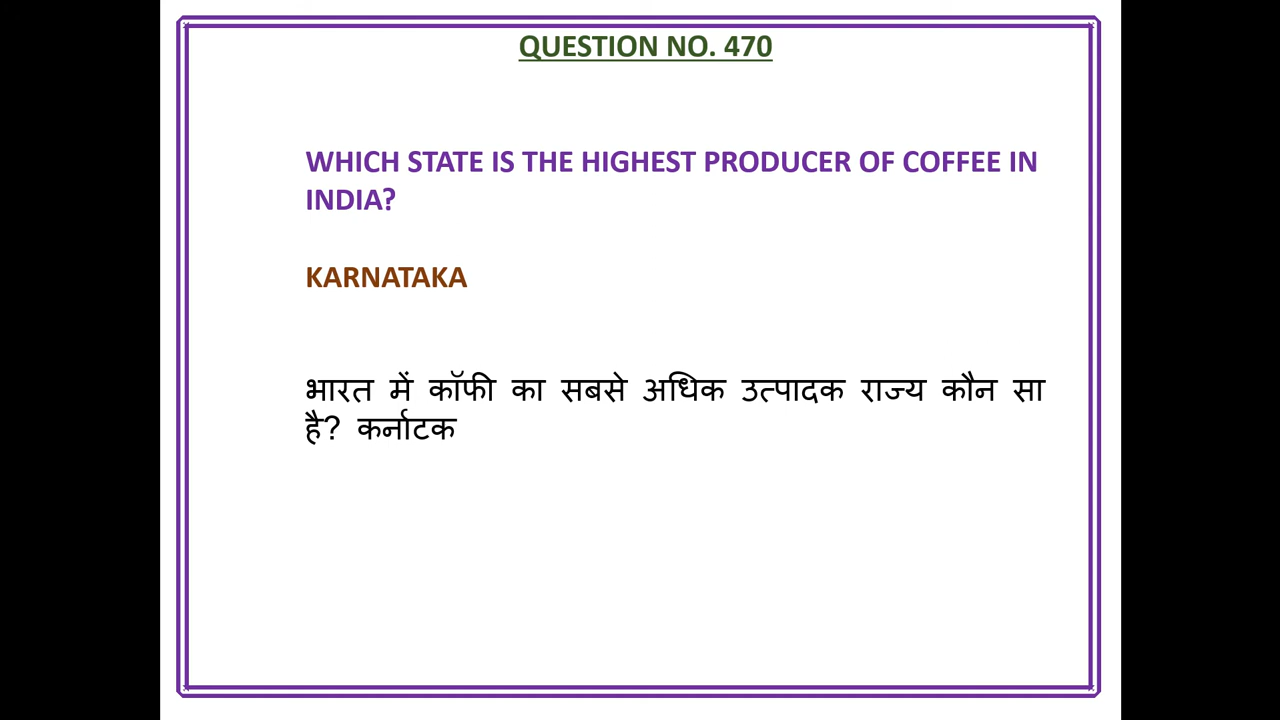 QUESTION NO. 470
WHICH STATE IS THE HIGHEST PRODUCER OF COFFEE IN
INDIA?
KARNATAKA
भारत में कॉफी का सबसे अधिक उत्पादक राज्य कौन सा
है? कर्नाटक